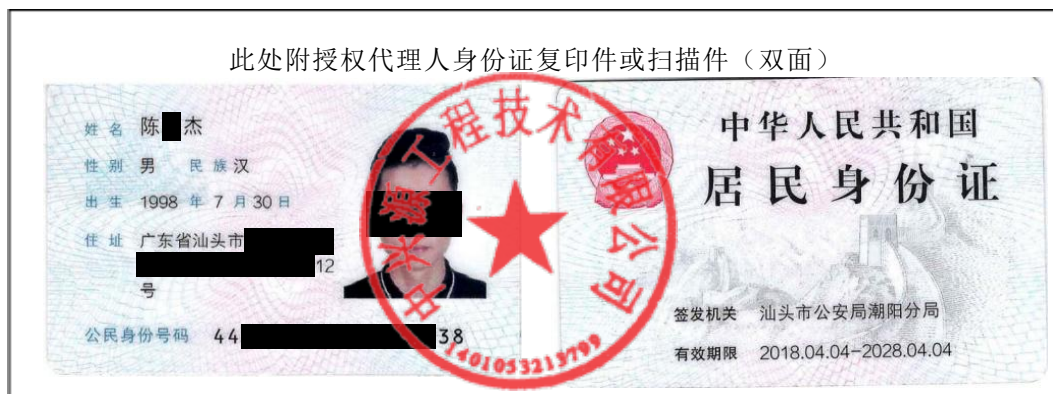 此处附授权代理人身份证复印件或扫描件（双面）
姓名 陈 杰
性别 男 民族 汉
出生 1998 年 7 月 30 日
住址 广东省汕头市
12
号
公民身份号码 44 38
中华人民共和国
居民身份证
签发机关 汕头市公安局潮阳分局
有效期限 2018.04.04-2028.04.04
中 源工程技术有限公司
1401053213799